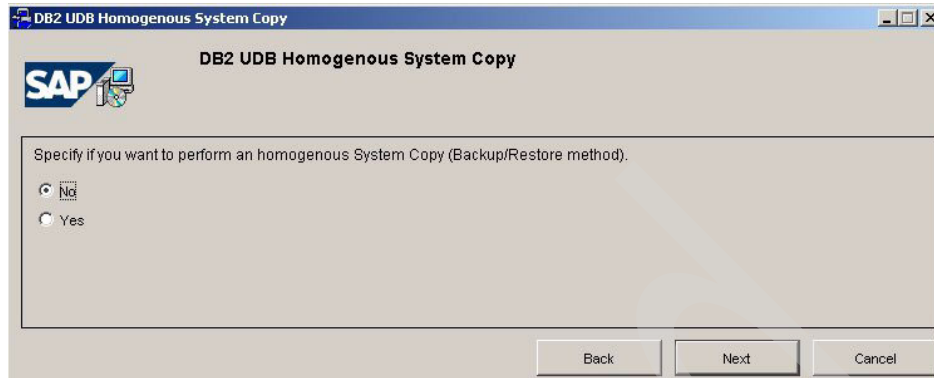 DB2 UDB Homogenous System Copy
DB2 UDB Homogenous System Copy
SAP
Specify if you want to perform an homogenous System Copy (Backup/Restore method).
No
Yes
Back Next Cancel